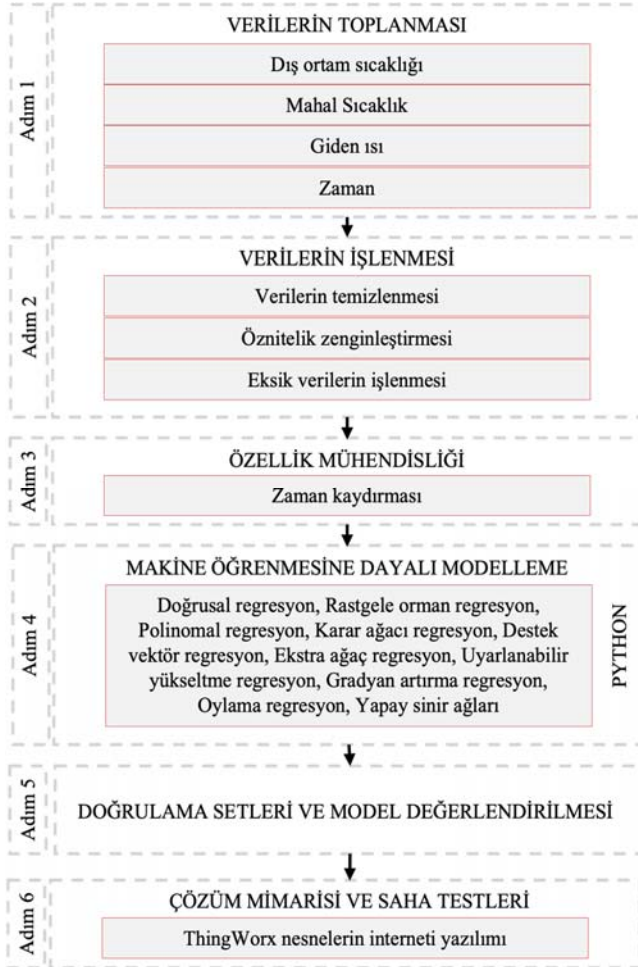 Adım 1
VERİLERİN TOPLANMASI
Dış ortam sıcaklığı
Mahal Sıcaklık
Giden ısı
Zaman
Adım 2
VERİLERİN İŞLENMESİ
Verilerin temizlenmesi
Öznitelik zenginleştirmesi
Eksik verilerin işlenmesi
Adım 3
ÖZELLİK MÜHENDİSLİĞİ
Zaman kaydırması
Adım 4
MAKİNE ÖĞRENMESİNE DAYALI MODELLEME
Doğrusal regresyon, Rastgele orman regresyon,
Polinomal regresyon, Karar ağacı regresyon, Destek
vektör regresyon, Ekstra ağaç regresyon, Uyarlanabilir
yükseltme regresyon, Gradyan artırma regresyon,
Oylama regresyon, Yapay sinir ağları
PYTHON
Adım 5
DOĞRULAMA SETLERİ VE MODEL DEĞERLENDİRİLMESİ
Adım 6
ÇÖZÜM MİMARİSİ VE SAHA TESTLERİ
ThingWorx nesnelerin interneti yazılımı